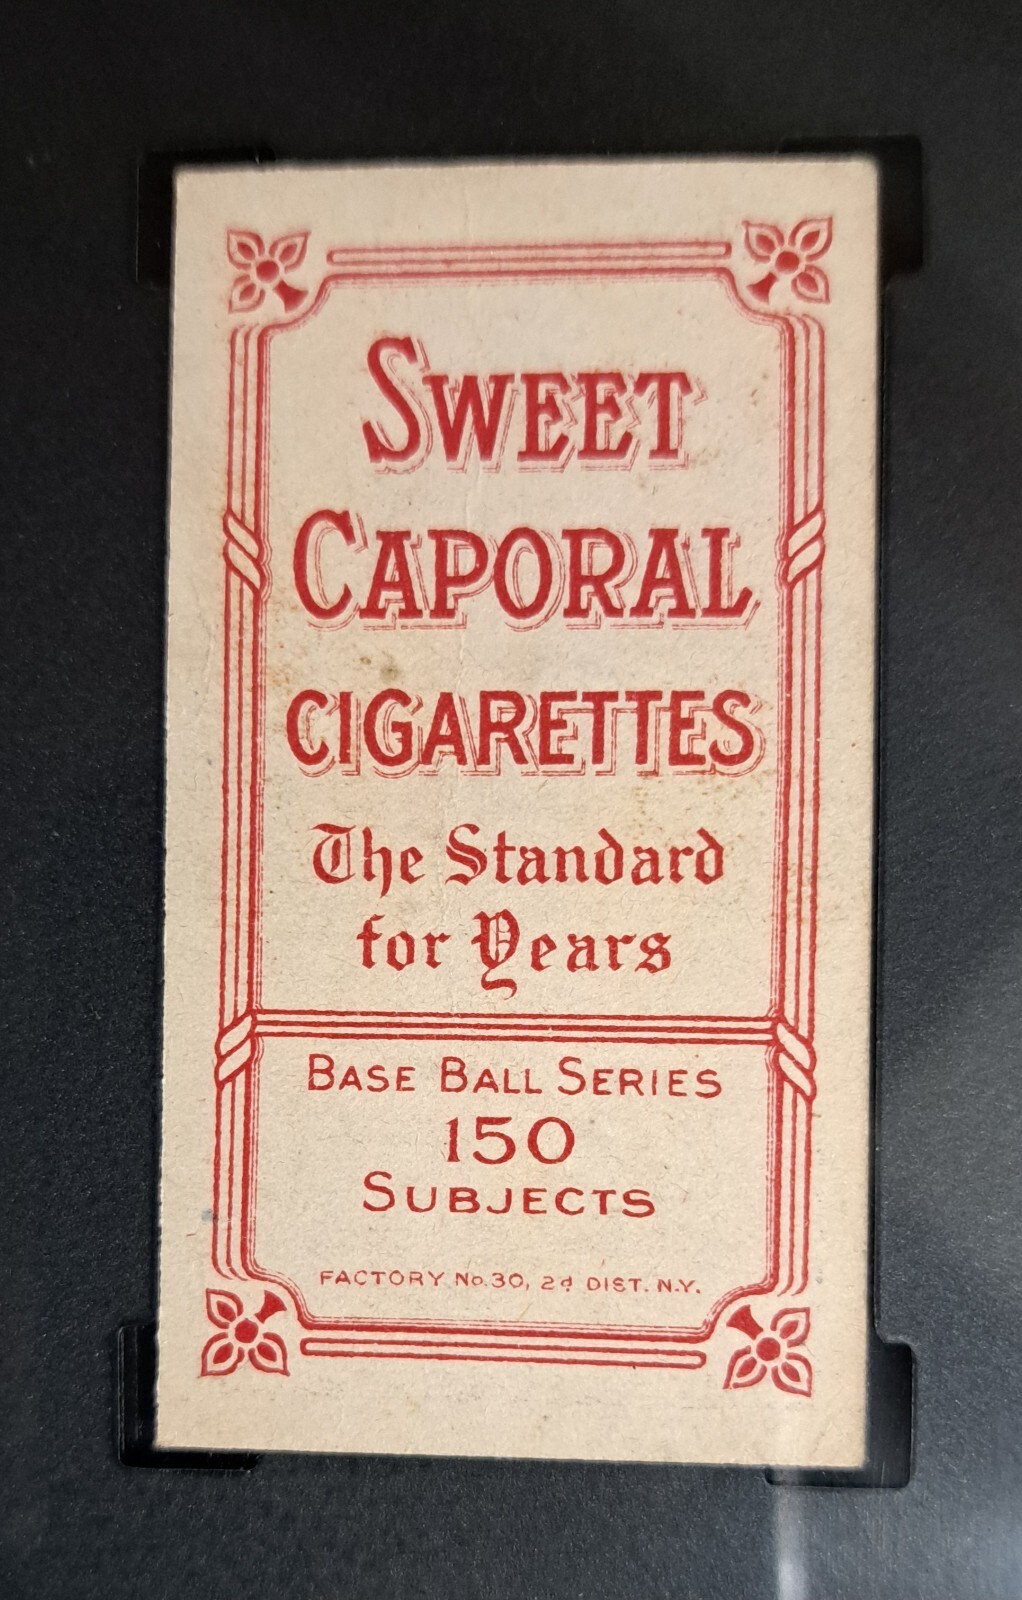 SWEET
CAPORAL
CIGARETTES
The Standard
for Years
BASE BALL SERIES
150
SUBJECTS
FACTORY No. 30, 2d DIST. N.Y.